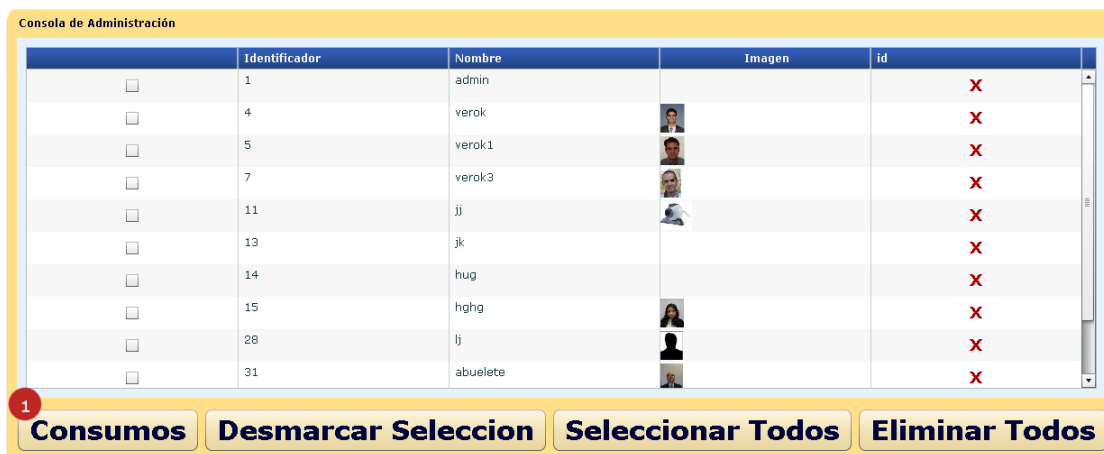 Consola de Administración
Identificador Nombre Imagen id
1 admin X
4 verok X
5 verok1 X
7 verok3 X
11 jj X
13 jk X
14 hug X
15 hghg X
28 lj X
31 abuelete X
1
Consumos Desmarcar Seleccion Seleccionar Todos Eliminar Todos